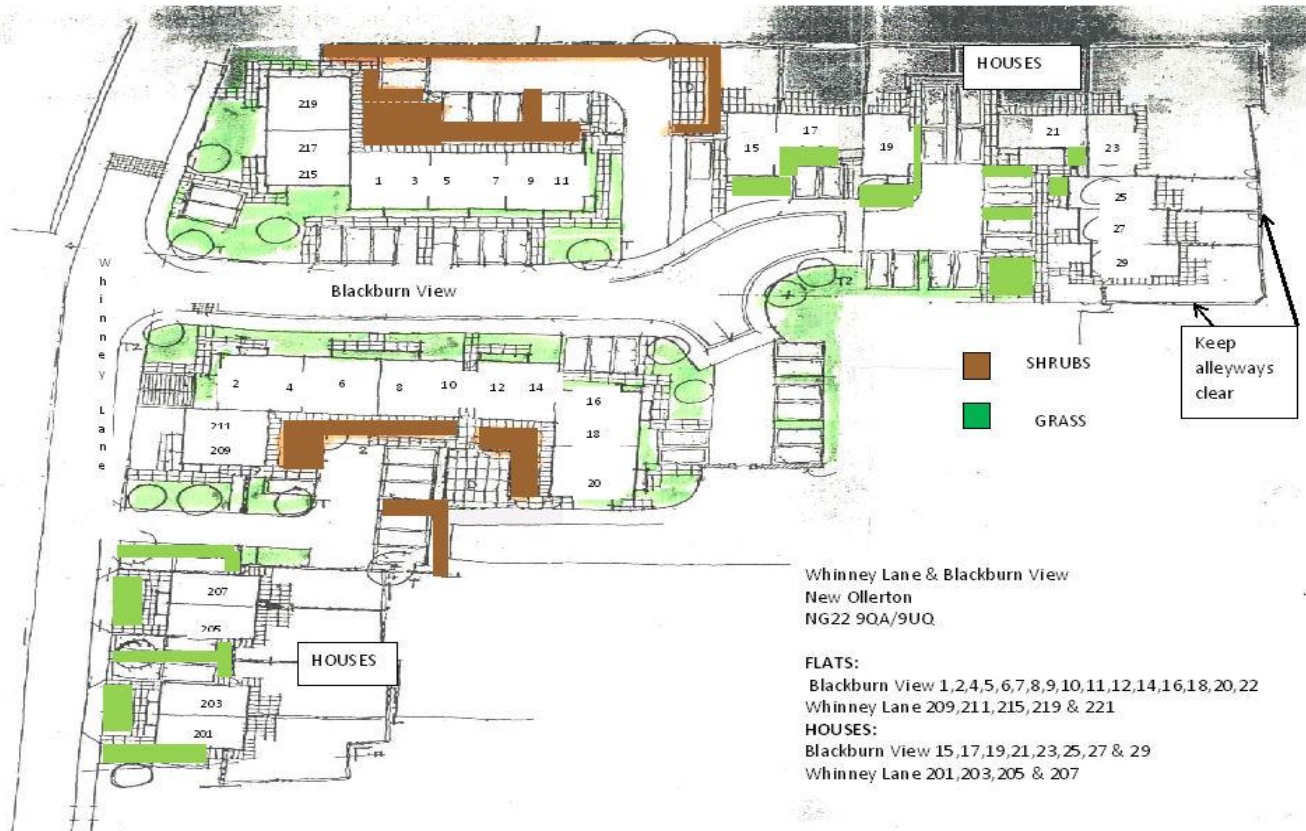 HOUSES
219
217
215
1 3 5 7 9 11
15
17
19
21
23
25
27
29
Whinney Lane
Blackburn View
Keep
alleyways
clear
SHRUBS
GRASS
2 4 6 8 10 12 14
16
18
20
211
209
207
205
HOUSES
203
201
Whinney Lane & Blackburn View
New Ollerton
NG22 9QA/9UQ
FLATS:
Blackburn View 1,2,4,5,6,7,8,9,10,11,12,14,16,18,20,22
Whinney Lane 209,211,215,219 & 221
HOUSES:
Blackburn View 15,17,19,21,23,25,27 & 29
Whinney Lane 201,203,205 & 207